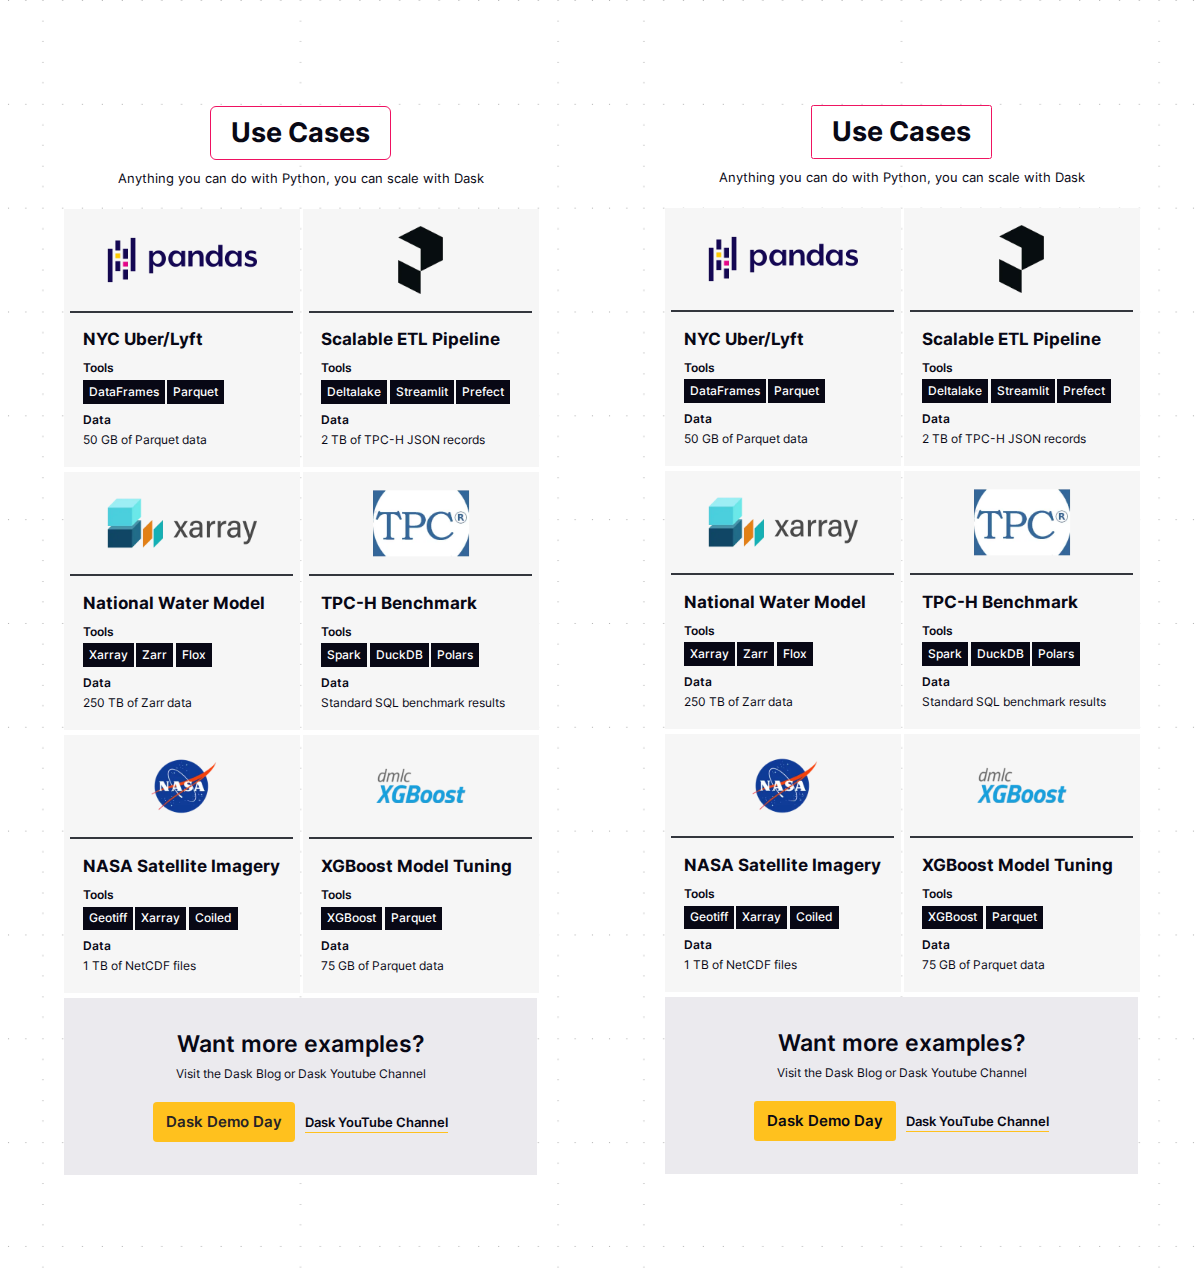 Use Cases
Anything you can do with Python, you can scale with Dask
pandas
NYC Uber/Lyft
Tools
DataFrames Parquet
Data
50 GB of Parquet data
Scalable ETL Pipeline
Tools
Deltalake Streamlit Prefect
Data
2 TB of TPC-H JSON records
xarray
National Water Model
Tools
Xarray Zarr Flox
Data
250 TB of Zarr data
TPC®
TPC-H Benchmark
Tools
Spark DuckDB Polars
Data
Standard SQL benchmark results
NASA
NASA Satellite Imagery
Tools
Geotiff Xarray Coiled
Data
1 TB of NetCDF files
dmlc
XGBoost
XGBoost Model Tuning
Tools
XGBoost Parquet
Data
75 GB of Parquet data
Want more examples?
Visit the Dask Blog or Dask Youtube Channel
Dask Demo Day Dask YouTube Channel
Use Cases
Anything you can do with Python, you can scale with Dask
pandas
NYC Uber/Lyft
Tools
DataFrames Parquet
Data
50 GB of Parquet data
Scalable ETL Pipeline
Tools
Deltalake Streamlit Prefect
Data
2 TB of TPC-H JSON records
xarray
National Water Model
Tools
Xarray Zarr Flox
Data
250 TB of Zarr data
TPC®
TPC-H Benchmark
Tools
Spark DuckDB Polars
Data
Standard SQL benchmark results
NASA
NASA Satellite Imagery
Tools
Geotiff Xarray Coiled
Data
1 TB of NetCDF files
dmlc
XGBoost
XGBoost Model Tuning
Tools
XGBoost Parquet
Data
75 GB of Parquet data
Want more examples?
Visit the Dask Blog or Dask Youtube Channel
Dask Demo Day Dask YouTube Channel